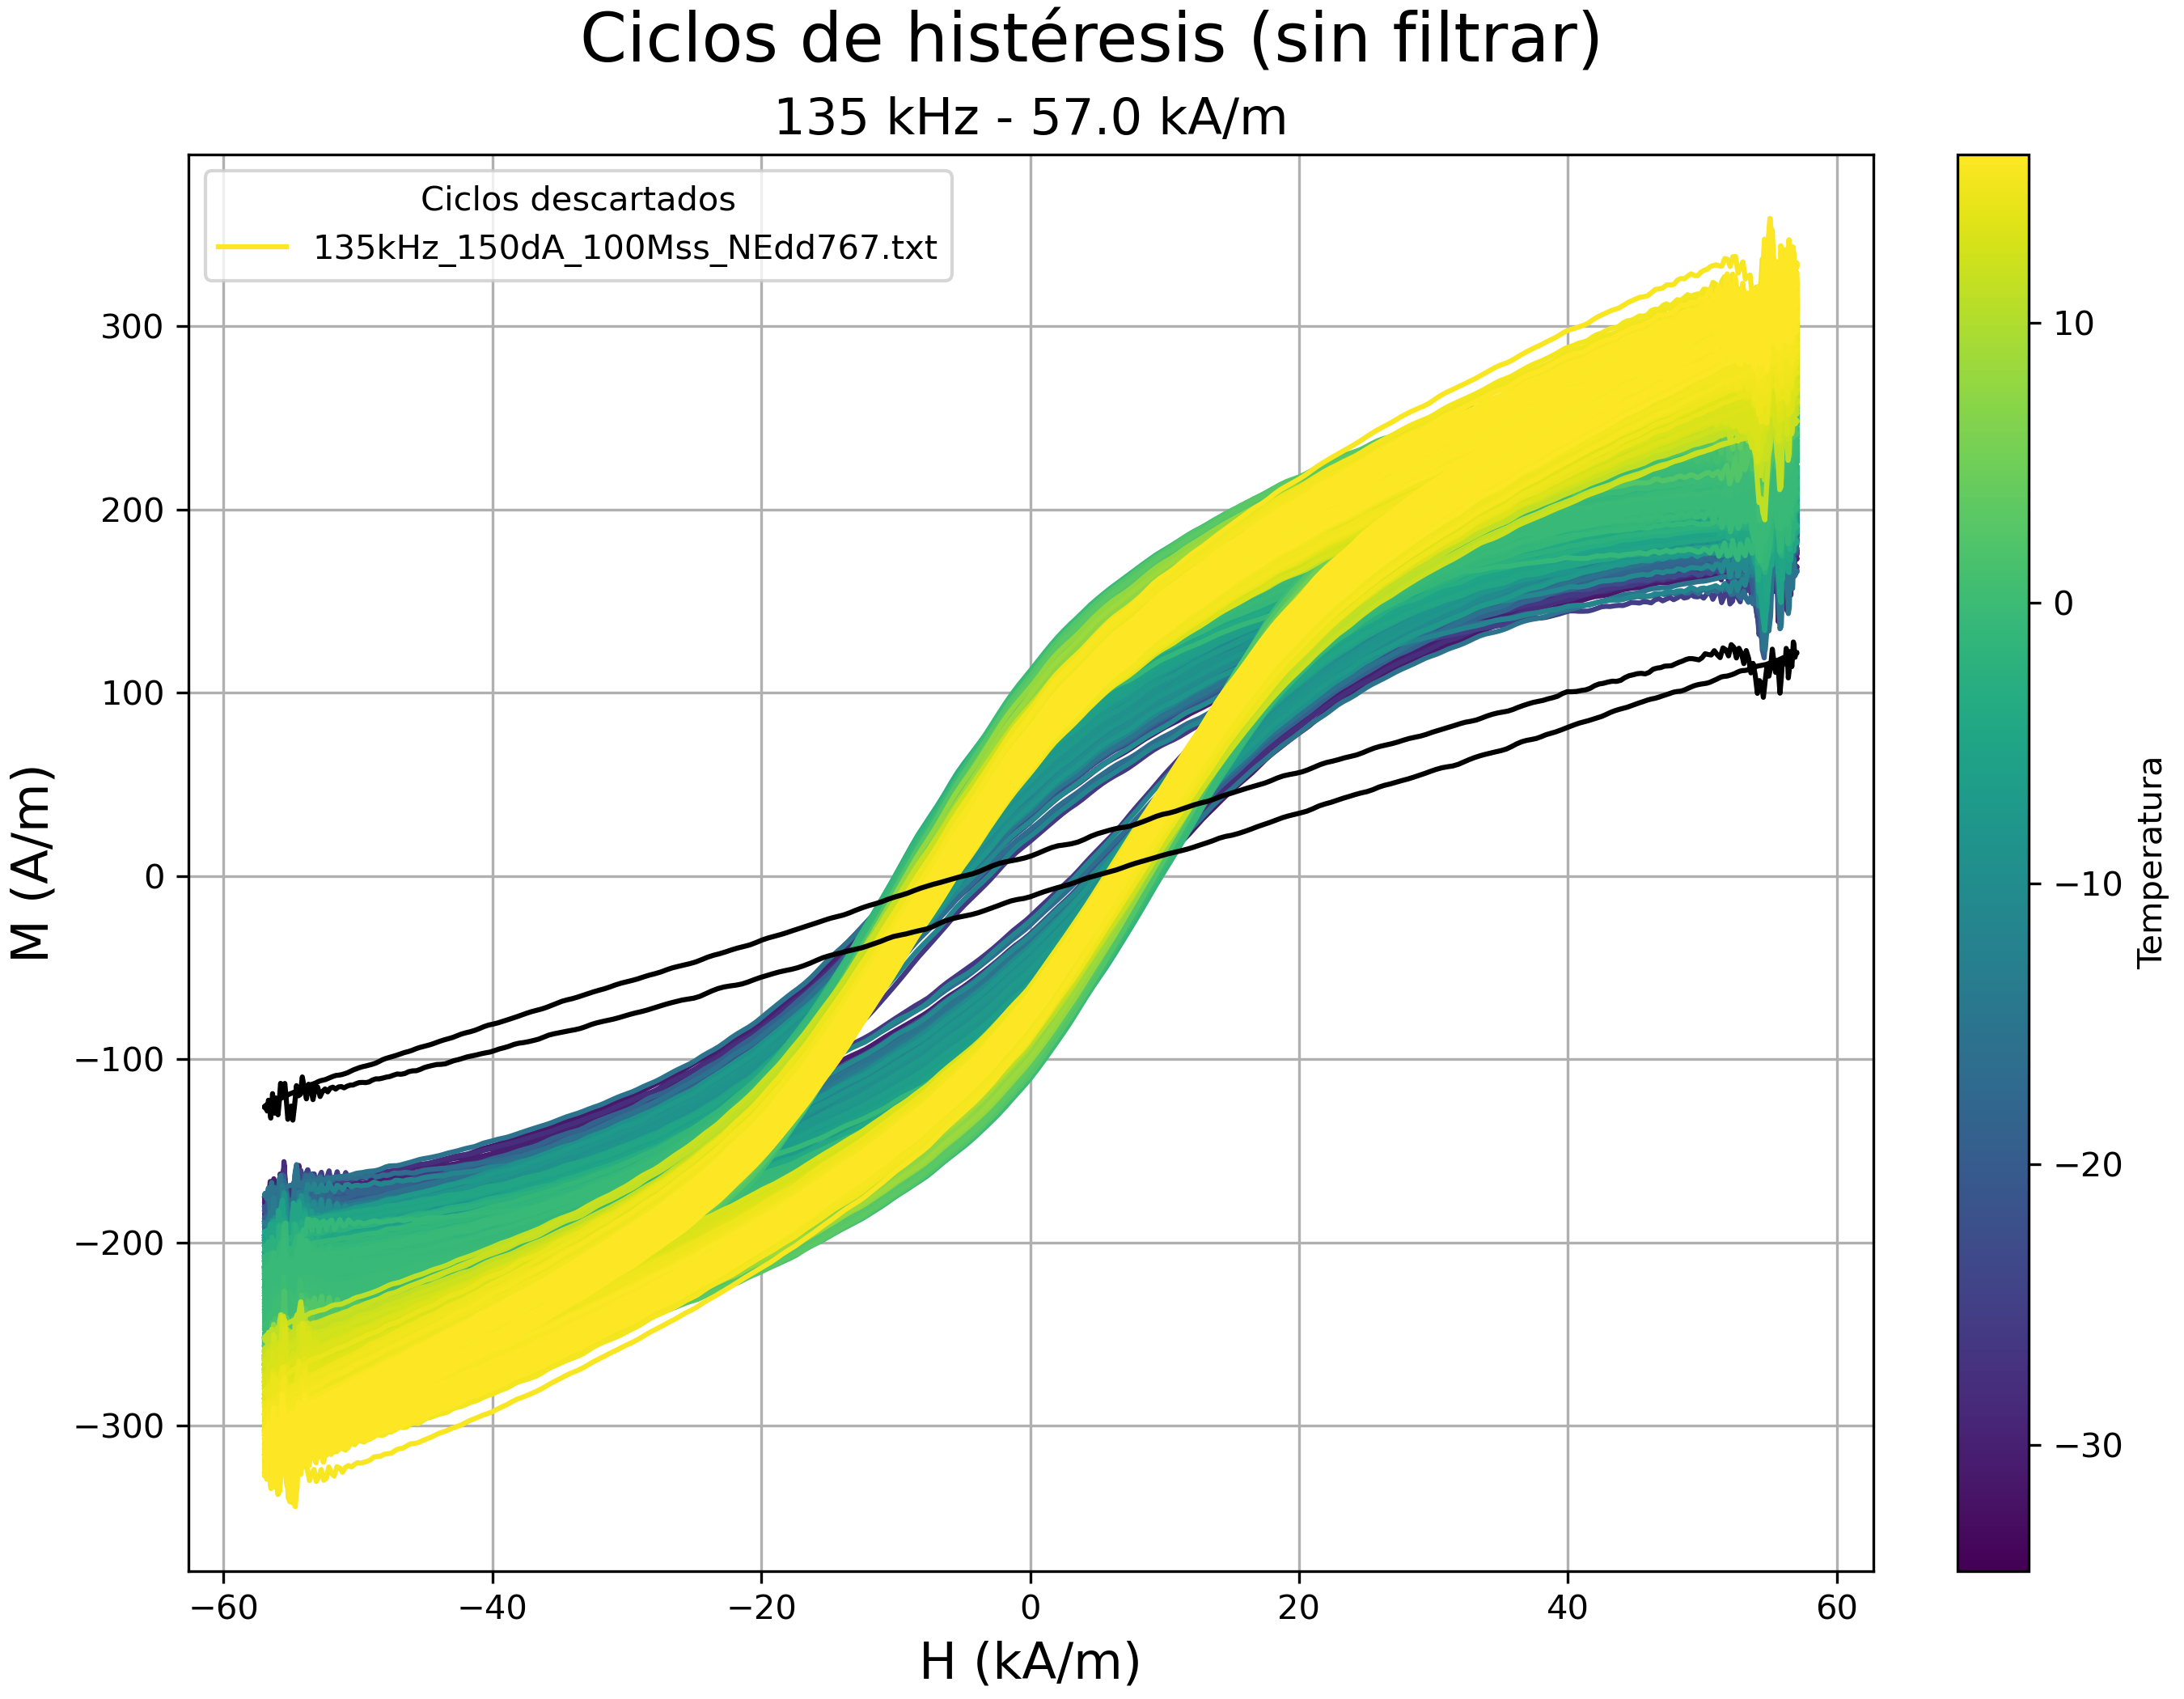 Ciclos de histéresis (sin filtrar)
135 kHz - 57.0 kA/m
Ciclos descartados
135kHz_150dA_100Mss_NEdd767.txt
300
200
100
0
−100
−200
−300
M (A/m)
−60
−40
−20
0
20
40
60
H (kA/m)
10
0
−10
−20
−30
Temperatura